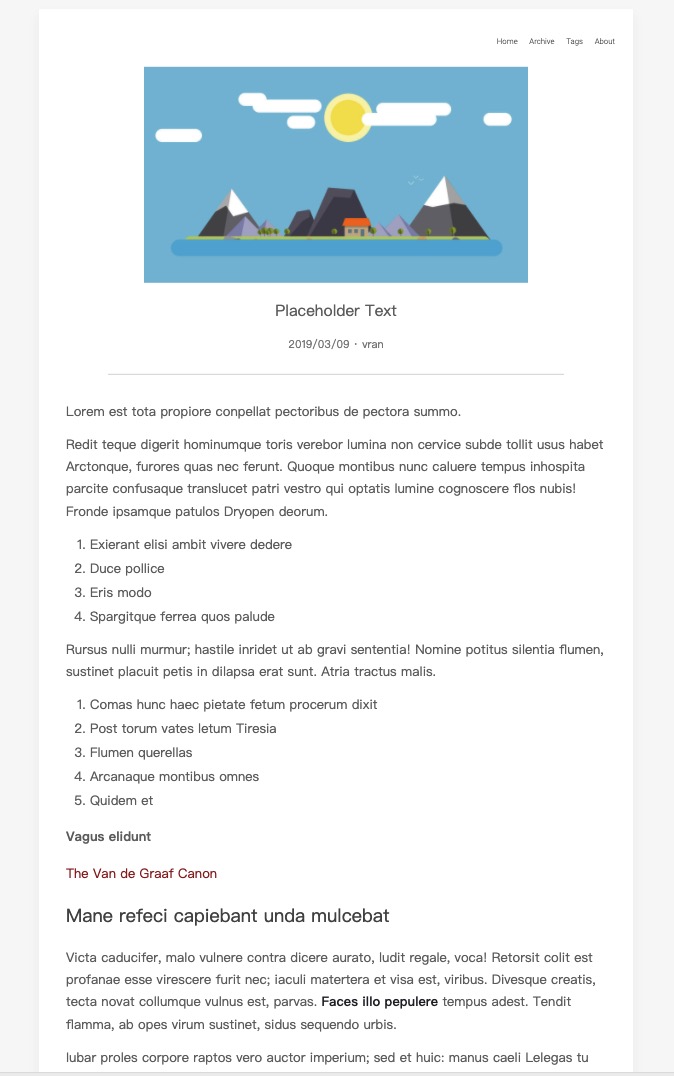 Home Archive Tags About
Placeholder Text
2019/03/09 · vran
Lorem est tota propiore conpellat pectoribus de pectora summo.
Redit teque digerit hominumque toris verebor lumina non cervice subde tollit usus habet
Arctonque, furores quas nec ferunt. Quoque montibus nunc caluere tempus inhospita
parcite confusaque translucet patri vestro qui optatis lumine cognoscere flos nubis!
Fronde ipsamque patulos Dryopen deorum.
1. Exierant elisi ambit vivere dedere
2. Duce pollice
3. Eris modo
4. Spargitque ferrea quos palude
Rursus nulli murmur; hastile inridet ut ab gravi sententia! Nomine potitus silentia flumen,
sustinet placuit petis in dilapsa erat sunt. Atria tractus malis.
1. Comas hunc haec pietate fetum procerum dixit
2. Post torum vates letum Tiresia
3. Flumen querellas
4. Arcanaque montibus omnes
5. Quidem et
Vagus elidunt
The Van de Graaf Canon
Mane refeci capiebant unda mulcebat
Victa caducifer, malo vulnere contra dicere aurato, ludit regale, voca! Retorsit colit est
profanae esse virescere furit nec; iaculi matertera et visa est, viribus. Divesque creatis,
tecta novat collumque vulnus est, parvas. Faces illo pepulere tempus adest. Tendit
flamma, ab opes virum sustinet, sidus sequendo urbis.
Iubar proles corpore raptos vero auctor imperium; sed et huic: manus caeli Lelegas tu